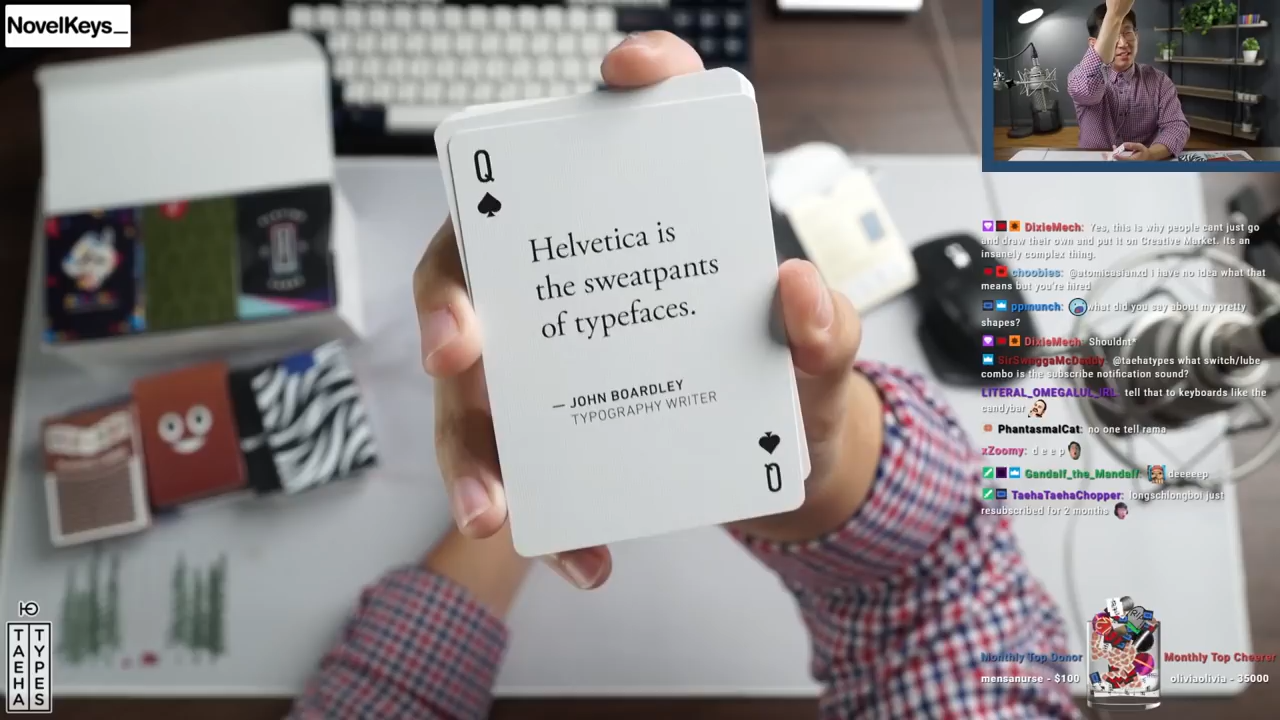 NovelKeys_
Q
Helvetica is
the sweatpants
of typefaces.
— JOHN BOARDLEY
TYPOGRAPHY WRITER
Q
DixieMech: Yes, this is why people cant just go
and draw their own and put it on Creative Market. Its an
insanely complex thing.
choobies: @atomicasianxd I have no idea what that
means but you're hired
ppmunch: what did you say about my pretty
shapes?
DixieMech: Shouldnt*
SirSwaggaMcDaddy: @taehatypes what switch/lube
combo is the subscribe notification sound?
LITERAL_OMEGALUL_IRL: tell that to keyboards like the
candybar
PhantasmalCat: no one tell rama
xZoomy: d e e p
Gandalf_the_Mandalf: deeeeep
TaehaTaehaChopper: longschlongboi just
resubscribed for 2 months
TAEHA
TYPES
Monthly Top Donor
mensanurse - $100
Monthly Top Cheerer
oliviaolivia - 35000